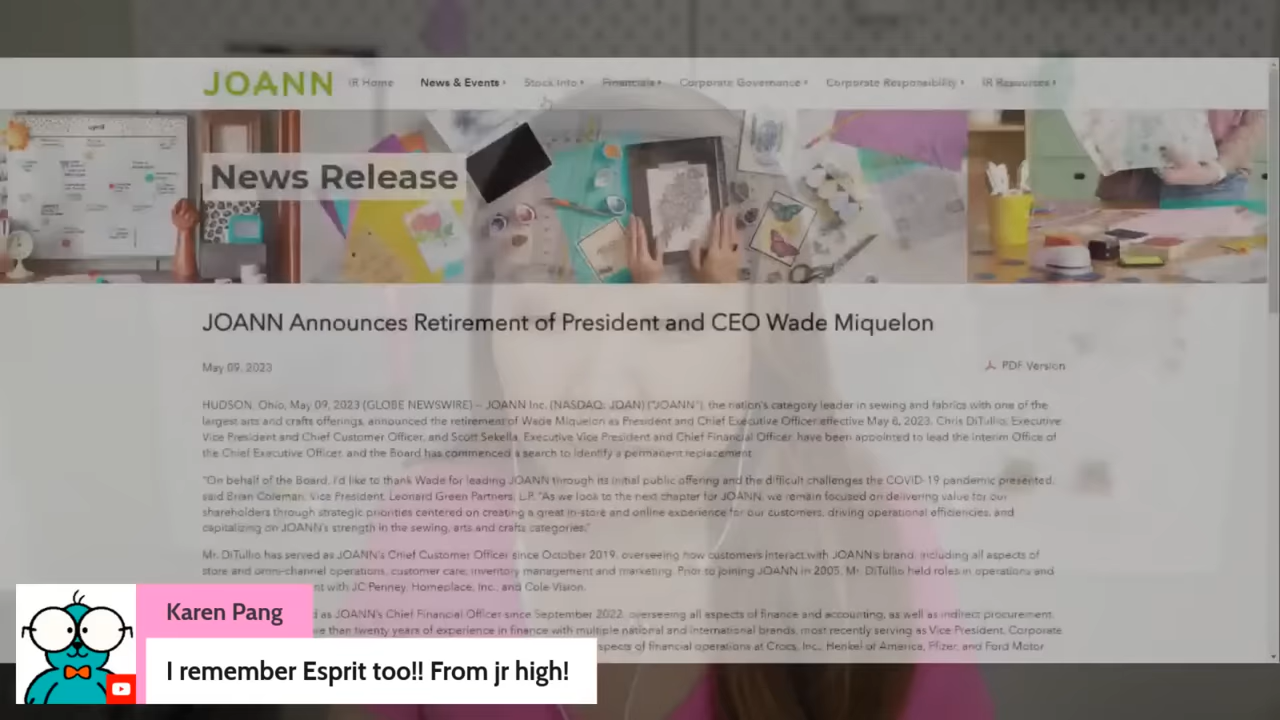 JOANN
IR Home News & Events Stock Info Financials Corporate Governance Corporate Responsibility IR Resources
april
News Release
JOANN Announces Retirement of President and CEO Wade Miquelon
May 09, 2023
PDF Version
HUDSON, Ohio, May 09, 2023 (GLOBE NEWSWIRE) -- JOANN Inc. (NASDAQ: JOAN) ("JOANN"), the nation's category leader in sewing and fabrics with one of the
largest arts and crafts offerings, announced the retirement of Wade Miquelon as President and Chief Executive Officer effective May 8, 2023. Chris DiTullio, Executive
Vice President and Chief Customer Officer, and Scott Sekella, Executive Vice President and Chief Financial Officer, have been appointed to lead the interim Office of
the Chief Executive Officer, and the Board has commenced a search to identify a permanent replacement.
"On behalf of the Board, I'd like to thank Wade for leading JOANN through its initial public offering and the difficult challenges the COVID-19 pandemic presented,
said Brian Coleman, Vice President, Leonard Green Partners, L.P. "As we look to the next chapter for JOANN, we remain focused on delivering value for our
shareholders through strategic priorities centered on creating a great in-store and online experience for our customers, driving operational efficiencies, and
capitalizing on JOANN's strength in the sewing, arts and crafts categories."
Mr. DiTullio has served as JOANN's Chief Customer Officer since October 2019, overseeing how customers interact with JOANN's brand, including all aspects of
store and omni-channel operations, customer care, inventory management and marketing. Prior to joining JOANN in 2005, Mr. DiTullio held roles in operations and
nt with JC Penney, Homeplace, Inc., and Cole Vision.
d as JOANN's Chief Financial Officer since September 2022, overseeing all aspects of finance and accounting, as well as indirect procurement.
ve than twenty years of experience in finance with multiple national and international brands, most recently serving as Vice President, Corporate
spects of financial operations at Crocs, Inc., Henkel of America, Pfizer, and Ford Motor
Karen Pang
I remember Esprit too!! From jr high!